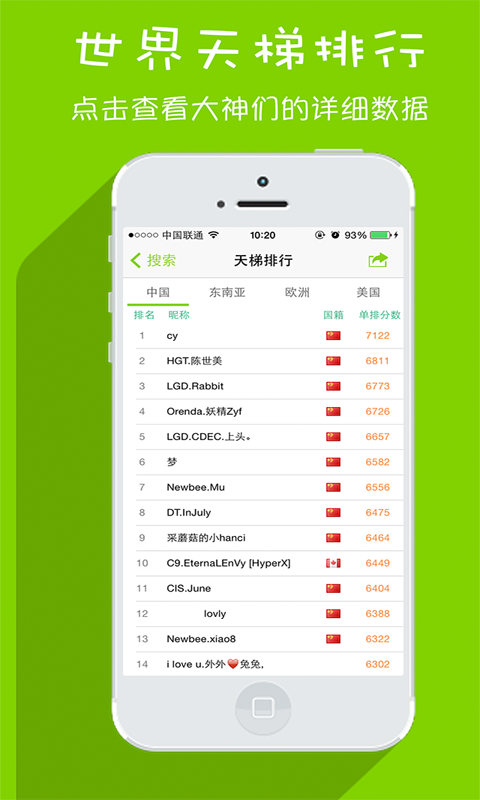 世界天梯排行
点击查看大神们的详细数据
中国联通 10:20 93%
搜索 天梯排行
中国 东南亚 欧洲 美国
排名 昵称 国籍 单排分数
1 cy 7122
2 HGT.陈世美 6811
3 LGD.Rabbit 6773
4 Orenda.妖精Zyf 6726
5 LGD.CDEC.上头。 6657
6 梦 6582
7 Newbee.Mu 6556
8 DT.InJuly 6475
9 采蘑菇的小hanci 6464
10 C9.EternaLEnVy [HyperX] 6449
11 CIS.June 6404
12 lovly 6388
13 Newbee.xiao8 6322
14 i love u.外外❤兔兔, 6302